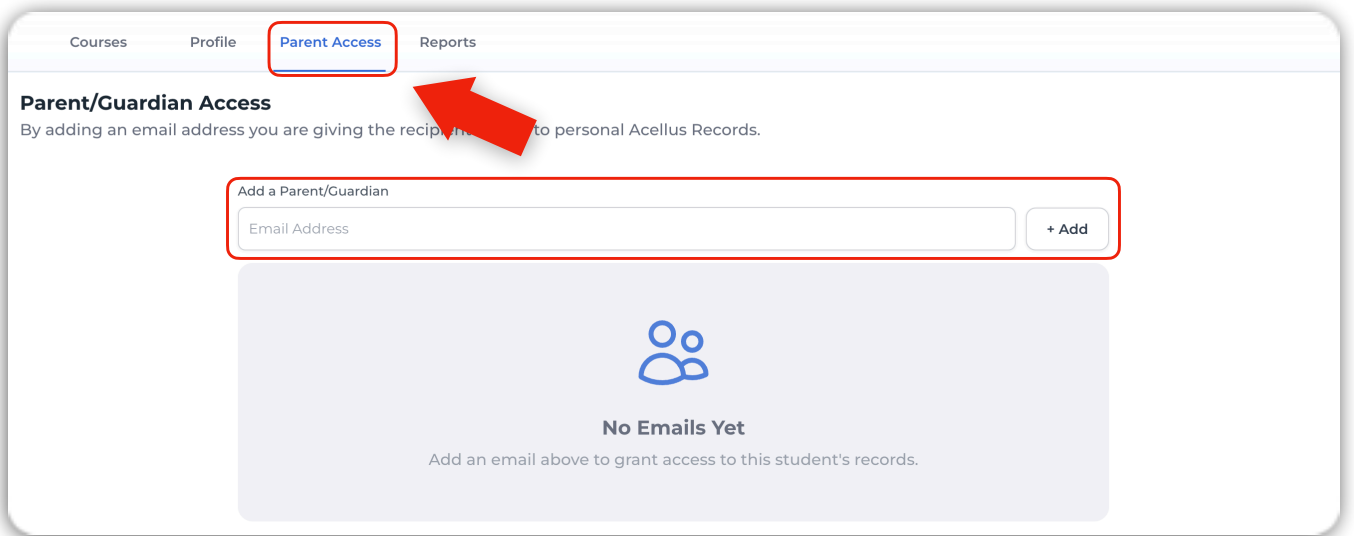 Courses Profile Parent Access Reports
Parent/Guardian Access
By adding an email address you are giving the to personal Acellus Records.
Add a Parent/Guardian
Email Address + Add
No Emails Yet
Add an email above to grant access to this student's records.